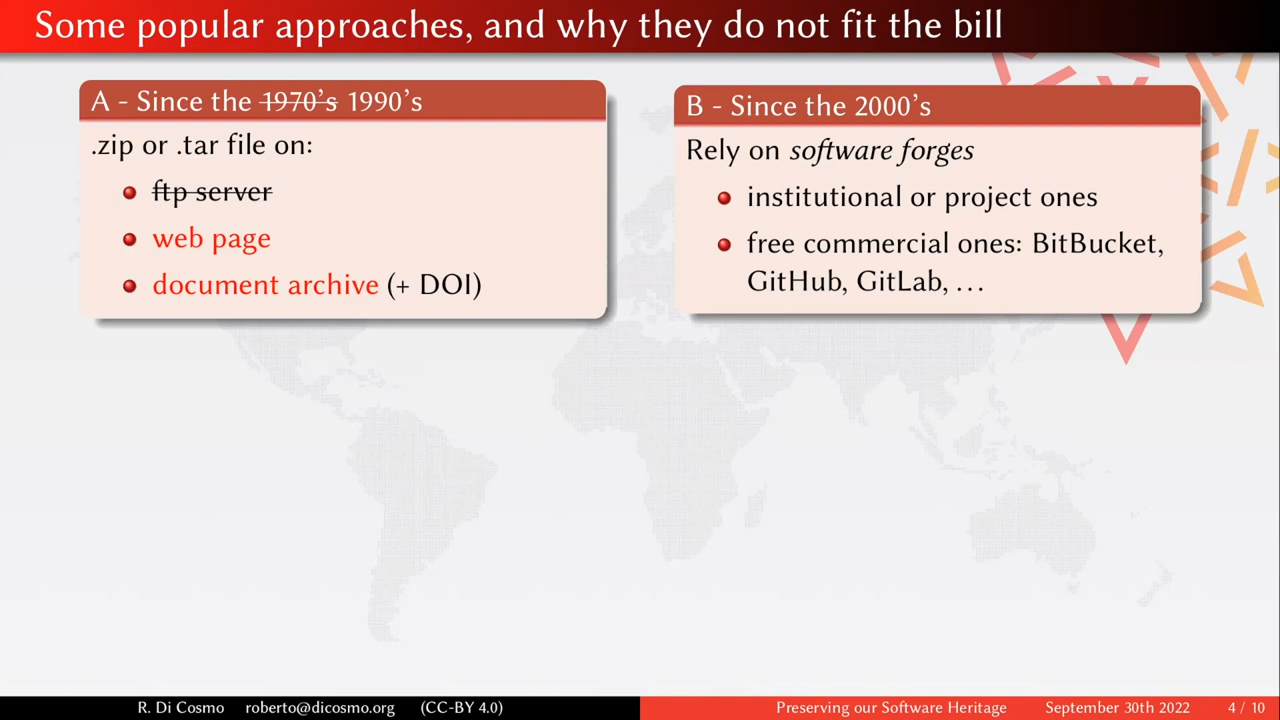 Some popular approaches, and why they do not fit the bill
A - Since the 1970’s 1990’s
.zip or .tar file on:
ftp server
web page
document archive (+ DOI)
B - Since the 2000’s
Rely on software forges
institutional or project ones
free commercial ones: BitBucket,
GitHub, GitLab, …
R. Di Cosmo roberto@dicosmo.org (CC-BY 4.0)
Preserving our Software Heritage September 30th 2022 4 / 10